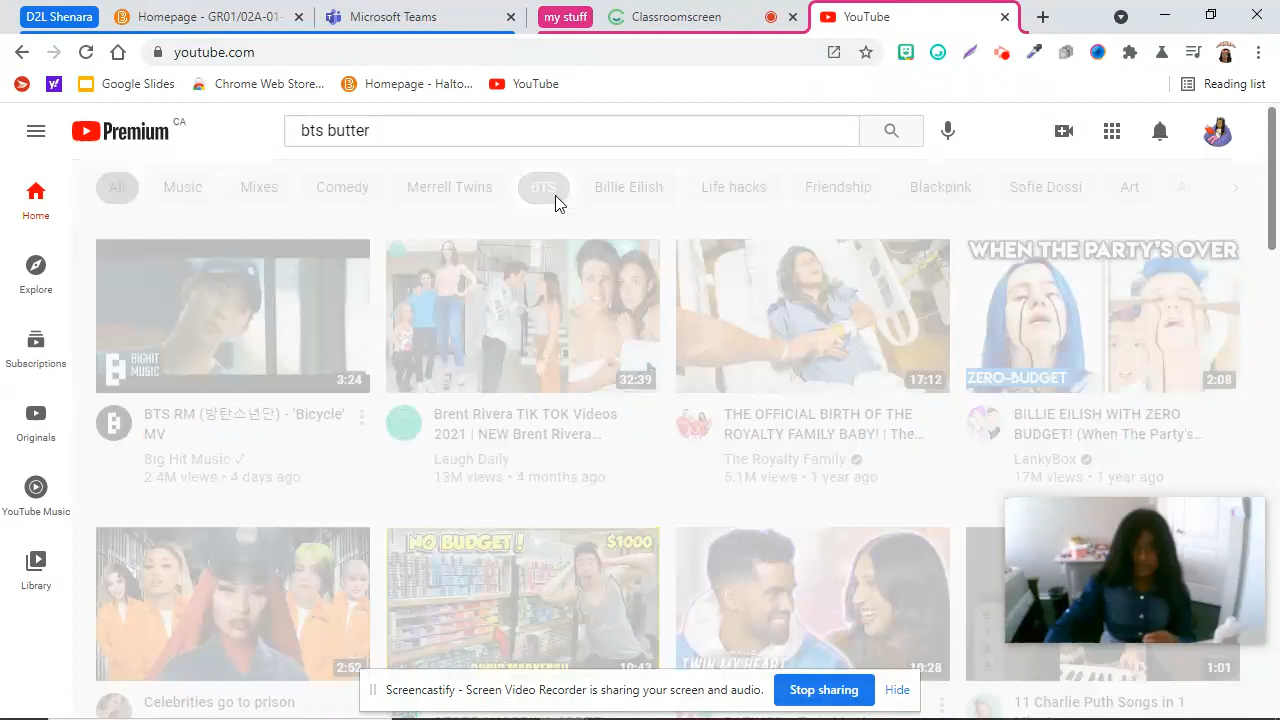 D2L Shenara
Homepage - GR01/02A-01-
Microsoft Teams
my stuff
Classroomscreen
YouTube
youtube.com
Google Slides
Chrome Web Store...
Homepage - Halto...
YouTube
Reading list
Premium CA
bts butter
All
Music
Mixes
Comedy
Merrell Twins
BTS
Billie Eilish
Life hacks
Friendship
Blackpink
Sofie Dossi
Art
Home
Explore
Subscriptions
Originals
YouTube Music
Library
BIGHIT
MUSIC
3:24
BTS RM (방탄소년단) - 'Bicycle'
MV
Big Hit Music
2.4M views • 4 days ago
32:39
Brent Rivera TIK TOK Videos
2021 | NEW Brent Rivera...
Laugh Daily
13M views • 4 months ago
17:12
THE OFFICIAL BIRTH OF THE
ROYALTY FAMILY BABY! | The...
The Royalty Family
5.1M views • 1 year ago
WHEN THE PARTY'S OVER
ZERO-BUDGET
2:08
BILLIE EILISH WITH ZERO
BUDGET! (When The Party's...
LankyBox
17M views • 1 year ago
2:52
Celebrities go to prison
NO BUDGET!
$1000
10:43
TWIN MY HEART
10:28
1:01
11 Charlie Puth Songs in 1
Screencastify - Screen Video Recorder is sharing your screen and audio.
Stop sharing
Hide